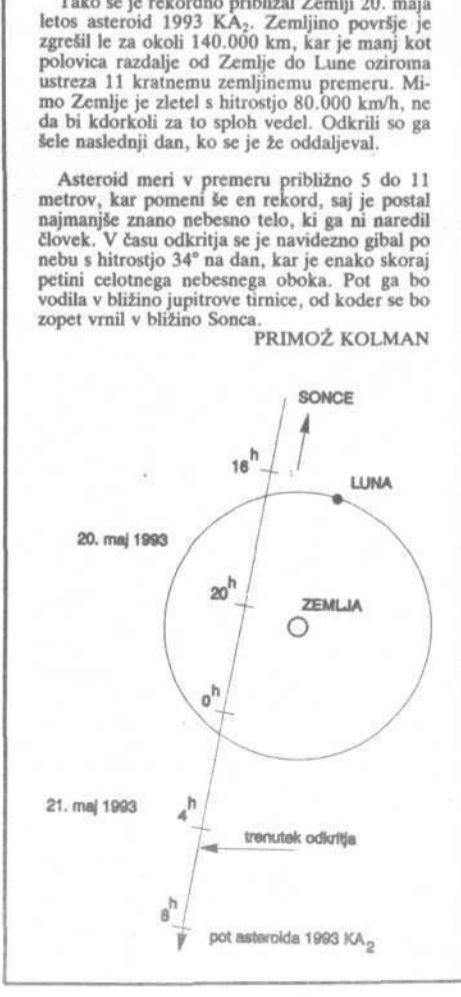 Tako se je rekordno približal Zemlji 20. maja
letos asteroid 1993 KA₂. Zemljino površje je
zgrešil le za okoli 140.000 km, kar je manj kot
polovica razdalje od Zemlje do Lune oziroma
ustreza 11 kratnemu zemljinemu premeru. Mi-
mo Zemlje je zletel s hitrostjo 80.000 km/h, ne
da bi kdorkoli za to sploh vedel. Odkrili so ga
šele naslednji dan, ko se je že oddaljeval.
Asteroid meri v premeru približno 5 do 11
metrov, kar pomeni še en rekord, saj je postal
najmanjše znano nebesno telo, ki ga ni naredil
človek. V času odkritja se je navidezno gibal po
nebu s hitrostjo 34° na dan, kar je enako skoraj
petini celotnega nebesnega oboka. Pot ga bo
vodila v bližino jupitrove tirnice, od koder se bo
zopet vrnil v bližino Sonca.
PRIMOŽ KOLMAN
SONCE
16h
LUNA
20. maj 1993
20h
ZEMLJA
0h
21. maj 1993
4h
trenutek odkritja
8h
pot asteroida 1993 KA₂